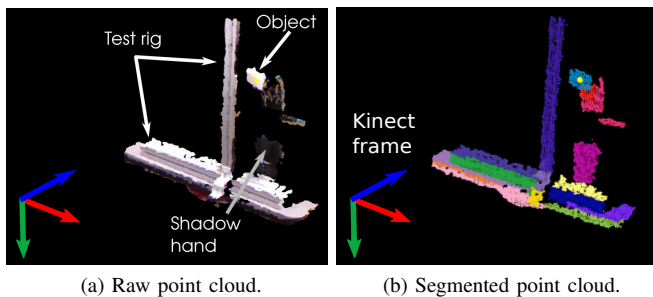 Test rig
Object
Shadow
hand
Kinect
frame
(a) Raw point cloud.
(b) Segmented point cloud.